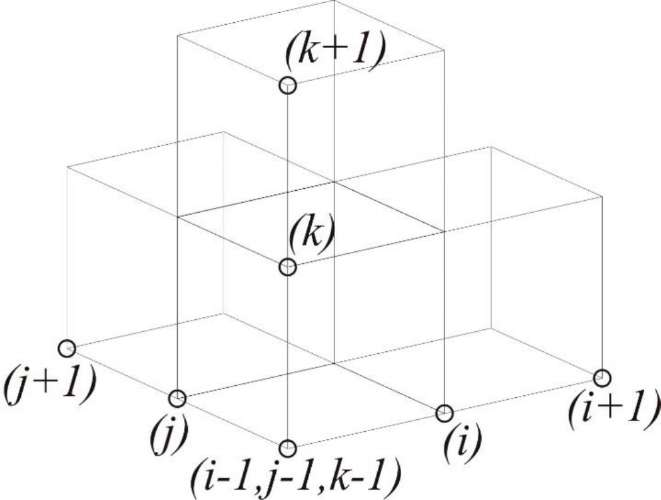 (k+1)
(k)
(j+1)
(j)
(i)
(i+1)
(i-1,j-1,k-1)